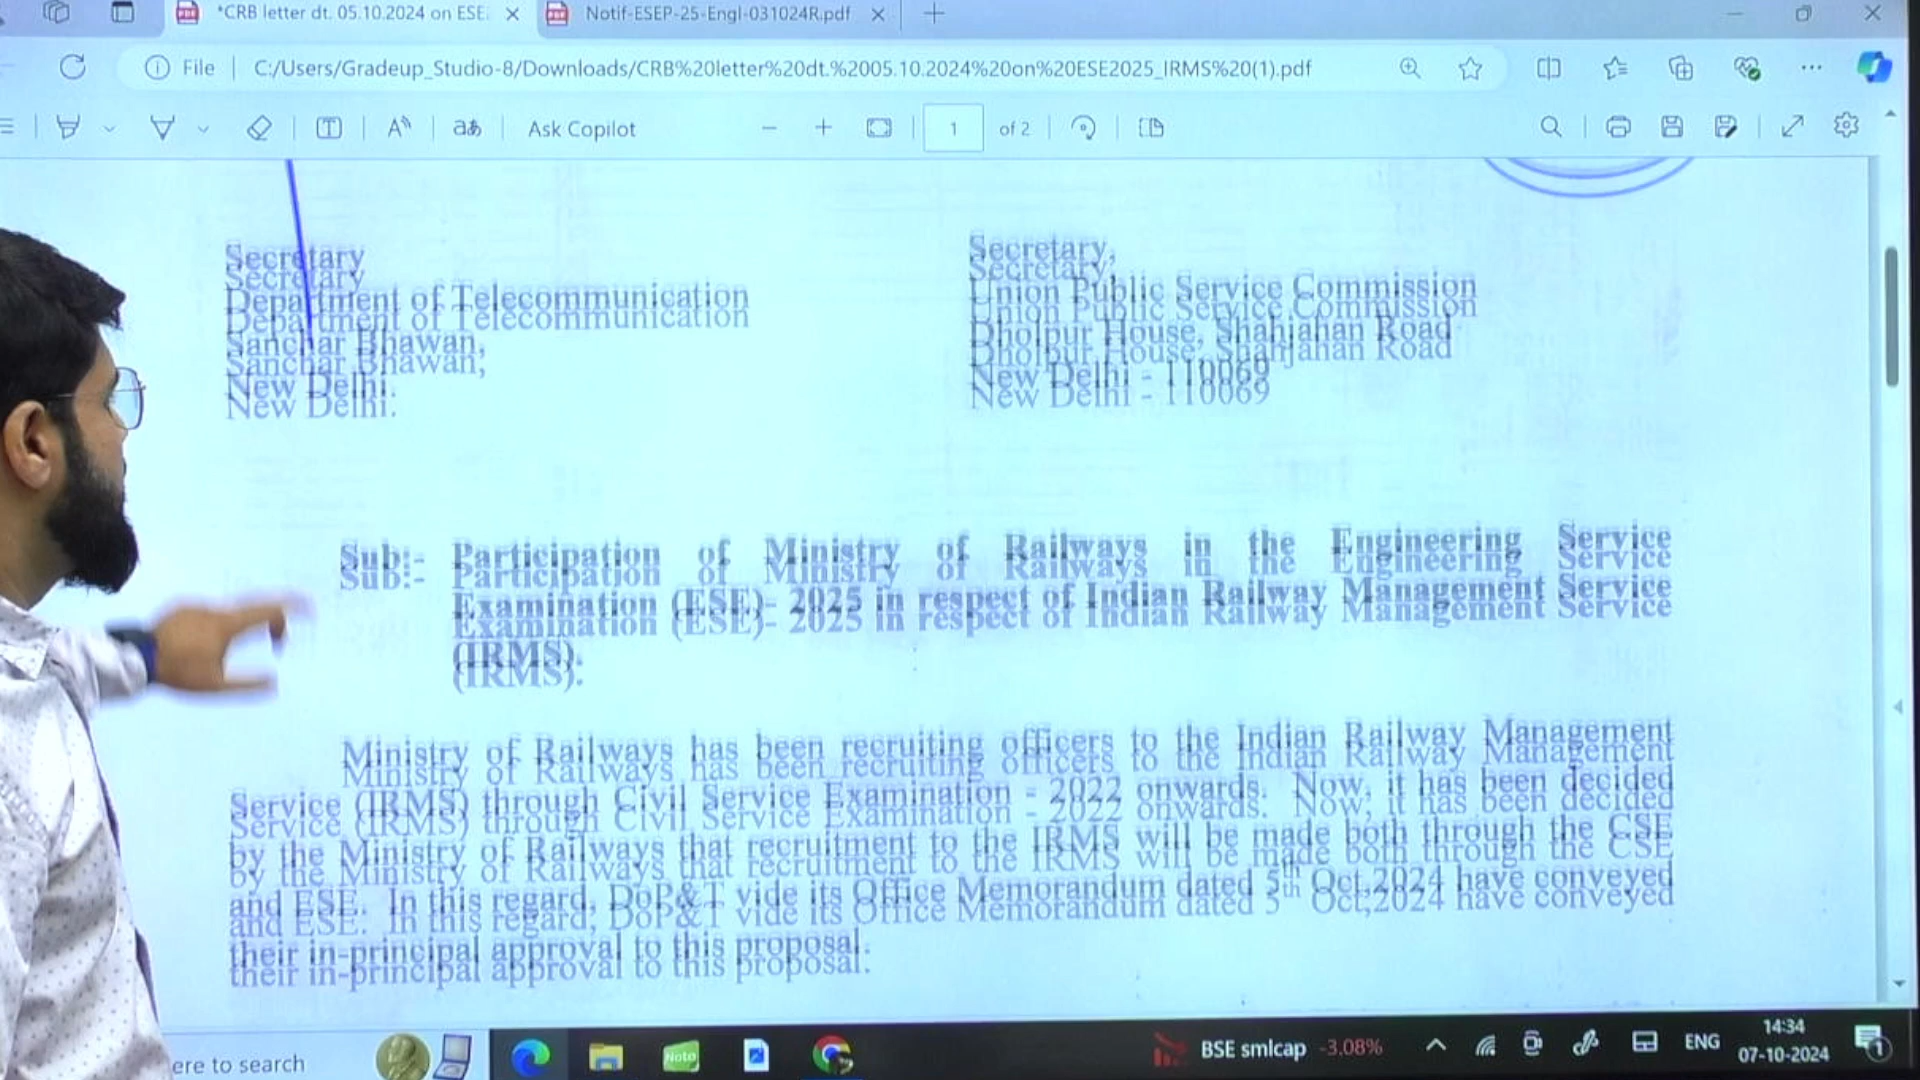 *CRB letter dt. 05.10.2024 on ESE
Notif-ESEP-25-Engl-031024R.pdf
File
C:/Users/Gradeup_Studio-8/Downloads/CRB%20letter%20dt.%2005.10.2024%20on%20ESE2025_IRMS%20(1).pdf
Ask Copilot
1 of 2
Secretary
Department of Telecommunication
Sanchar Bhawan,
New Delhi.
Secretary,
Union Public Service Commission
Dholpur House, Shahjahan Road
New Delhi - 110069
Sub:- Participation of Ministry of Railways in the Engineering Service
Examination (ESE)- 2025 in respect of Indian Railway Management Service
(IRMS).
Ministry of Railways has been recruiting officers to the Indian Railway Management
Service (IRMS) through Civil Service Examination - 2022 onwards. Now, it has been decided
by the Ministry of Railways that recruitment to the IRMS will be made both through the CSE
and ESE. In this regard, DoP&T vide its Office Memorandum dated 5th Oct,2024 have conveyed
their in-principal approval to this proposal.
ere to search
Noto
BSE smlcap -3.08%
ENG
14:34
07-10-2024
1